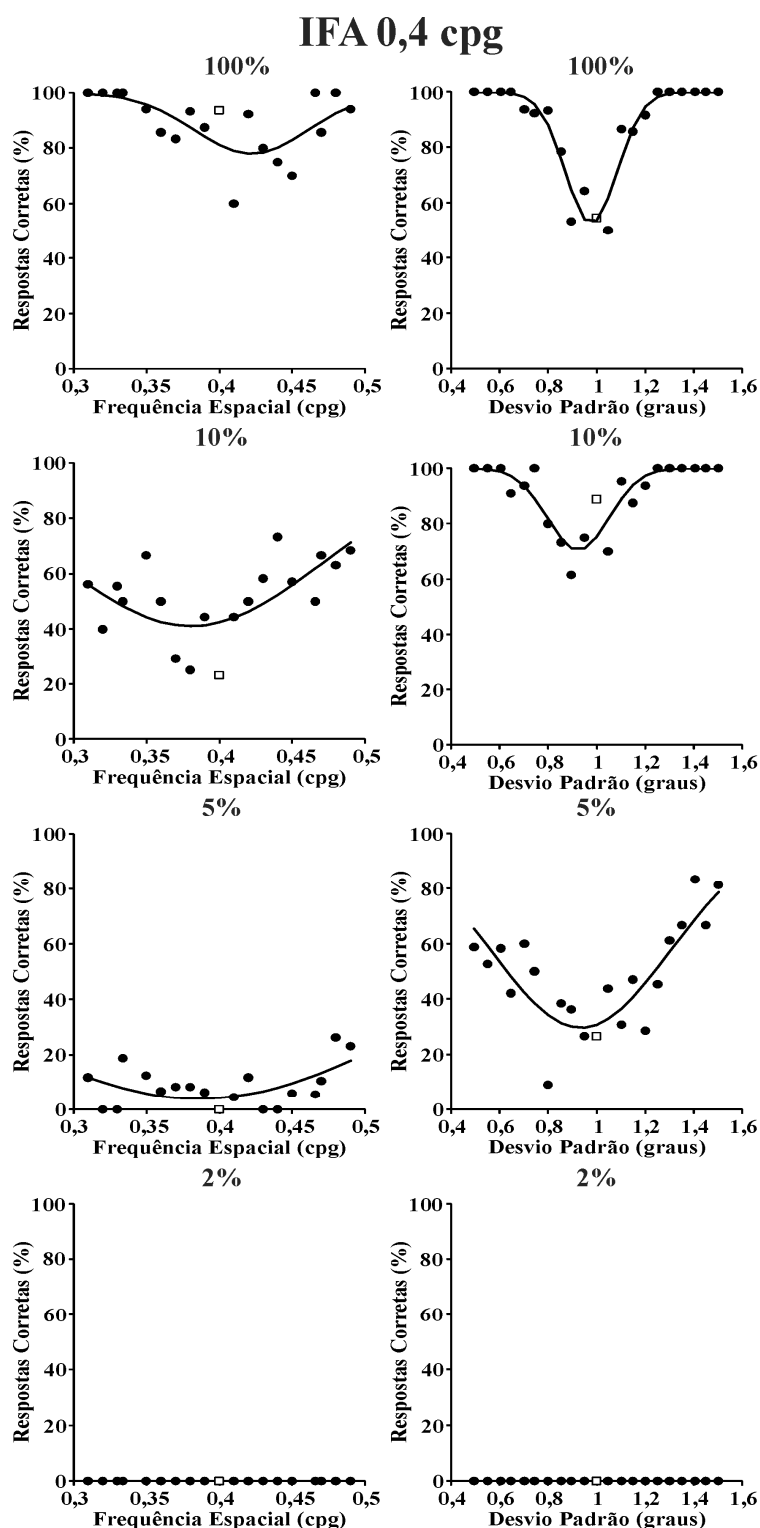 IFA 0,4 cpg
100%
100
80
60
40
20
0
Respostas Corretas (%)
0,3 0,35 0,4 0,45 0,5
Frequência Espacial (cpg)
100%
100
80
60
40
20
0
Respostas Corretas (%)
0,4 0,6 0,8 1 1,2 1,4 1,6
Desvio Padrão (graus)
10%
100
80
60
40
20
0
Respostas Corretas (%)
0,3 0,35 0,4 0,45 0,5
Frequência Espacial (cpg)
10%
100
80
60
40
20
0
Respostas Corretas (%)
0,4 0,6 0,8 1 1,2 1,4 1,6
Desvio Padrão (graus)
5%
100
80
60
40
20
0
Respostas Corretas (%)
0,3 0,35 0,4 0,45 0,5
Frequência Espacial (cpg)
5%
100
80
60
40
20
0
Respostas Corretas (%)
0,4 0,6 0,8 1 1,2 1,4 1,6
Desvio Padrão (graus)
2%
100
80
60
40
20
0
Respostas Corretas (%)
0,3 0,35 0,4 0,45 0,5
Frequência Espacial (cpg)
2%
100
80
60
40
20
0
Respostas Corretas (%)
0,4 0,6 0,8 1 1,2 1,4 1,6
Desvio Padrão (graus)